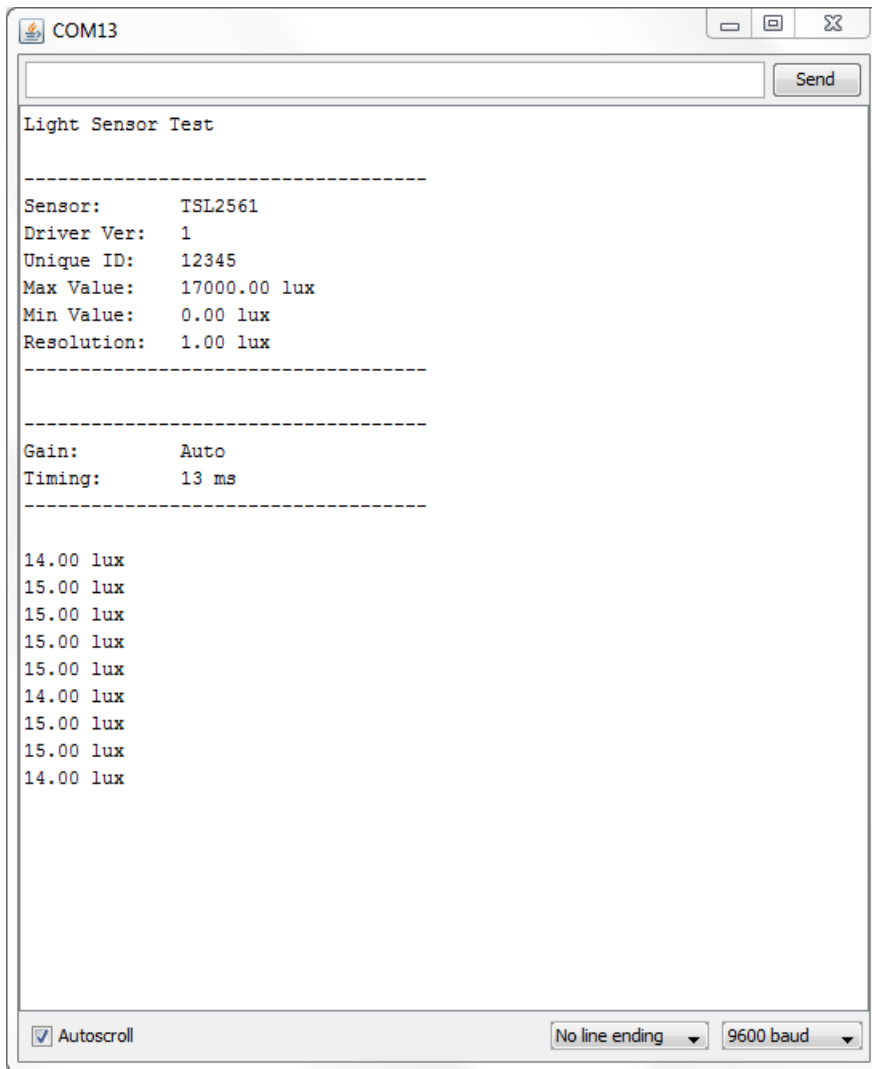 COM13
Send
Light Sensor Test
------------------------------------
Sensor:       TSL2561
Driver Ver:   1
Unique ID:    12345
Max Value:    17000.00 lux
Min Value:    0.00 lux
Resolution:   1.00 lux
------------------------------------
------------------------------------
Gain:         Auto
Timing:       13 ms
------------------------------------
14.00 lux
15.00 lux
15.00 lux
15.00 lux
15.00 lux
14.00 lux
15.00 lux
15.00 lux
14.00 lux
Autoscroll No line ending 9600 baud